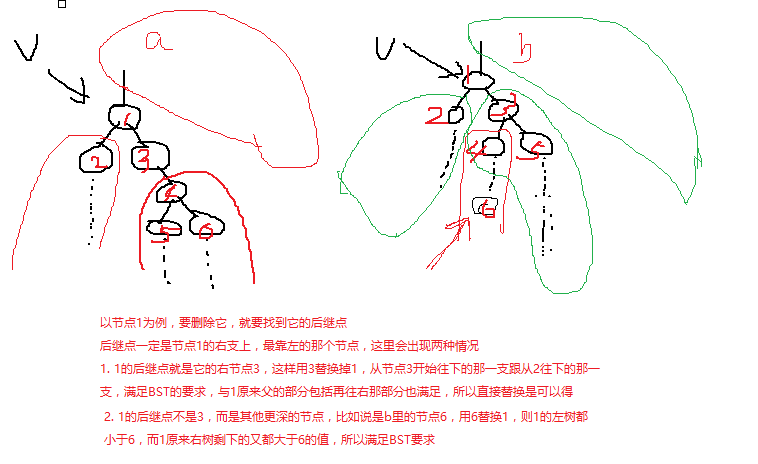 a
b
V
V
1
1
2
3
2
3
4
4
5
5
6
6
以节点1为例，要删除它，就要找到它的后继点
后继点一定是节点1的右支上，最靠左的那个节点，这里会出现两种情况
1. 1的后继点就是它的右节点3，这样用3替换掉1，从节点3开始往下的那一支跟从2往下的那一
支，满足BST的要求，与1原来父的部分包括再往右那部分也满足，所以直接替换是可以得
2. 1的后继点不是3，而是其他更深的节点，比如说是b里的节点6，用6替换1，则1的左树都
小于6，而1原来右树剩下的又都大于6的值，所以满足BST要求